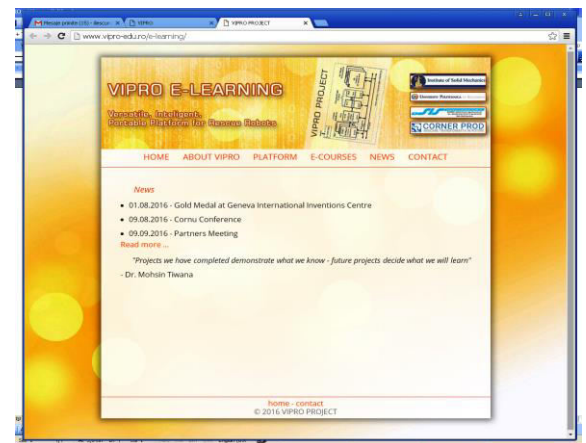 VIPRO
VIPRO PROJECT
www.vipro-edu.ro/e-learning/
VIPRO E-LEARNING
Versatile, Inteligent,
Portable Platform for Rescue Robots
VIPRO PROJECT
Institute of Solid Mechanics
CORNER PROD
HOME ABOUT VIPRO PLATFORM E-COURSES NEWS CONTACT
News
• 01.08.2016 - Gold Medal at Geneva International Inventions Centre
• 09.08.2016 - Cornu Conference
• 09.09.2016 - Partners Meeting
Read more ...
"Projects we have completed demonstrate what we know - future projects decide what we will learn"
- Dr. Mohsin Tiwana
home - contact
© 2016 VIPRO PROJECT